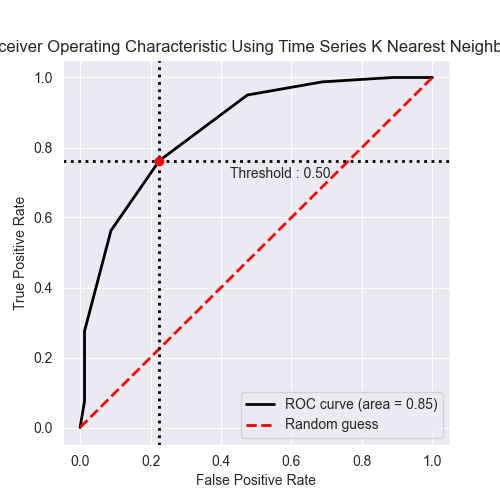 ceiver Operating Characteristic Using Time Series K Nearest Neighb
1.0
0.8
0.6
0.4
0.2
0.0
True Positive Rate
Threshold : 0.50
ROC curve (area = 0.85)
Random guess
0.0 0.2 0.4 0.6 0.8 1.0
False Positive Rate